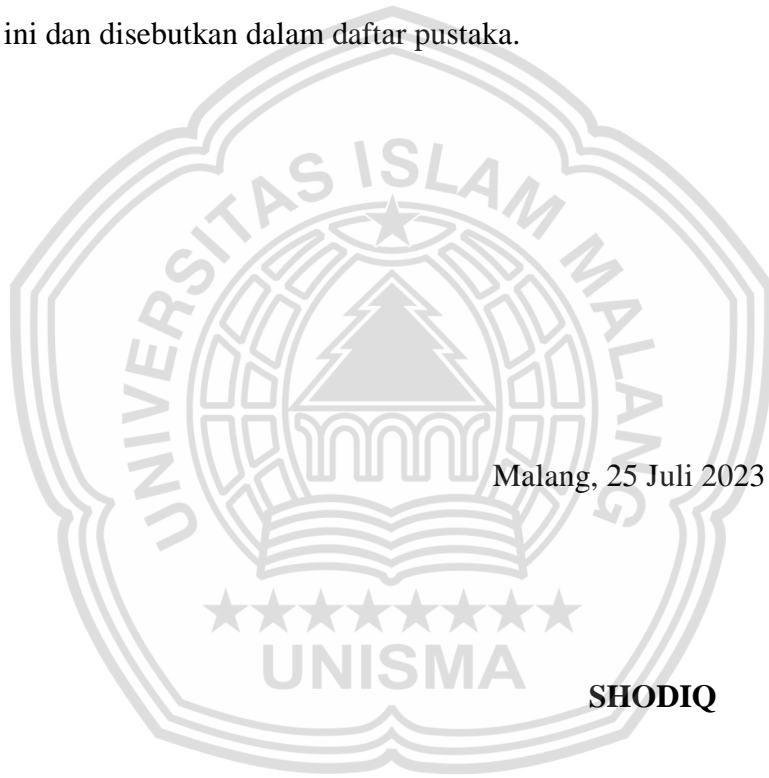 ini dan disebutkan dalam daftar pustaka.
UNIVERSITAS ISLAM MALANG
Malang, 25 Juli 2023
UNISMA
SHODIQ